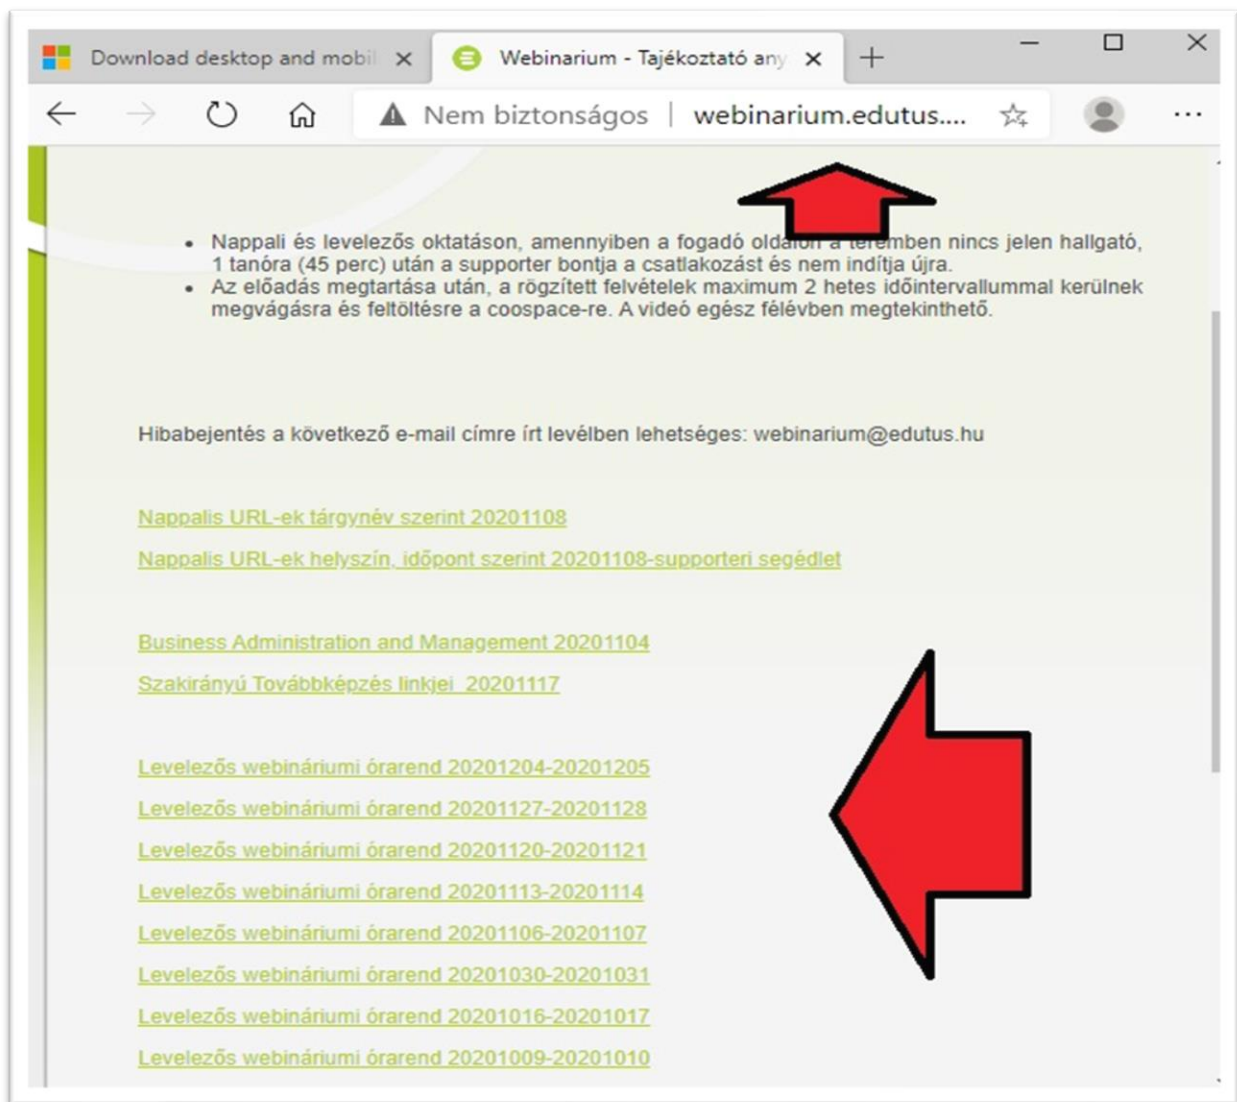 Download desktop and mobil
Webinarium - Tajékoztató any
Nem biztonságos | webinarium.edutus....
• Nappali és levelezős oktatáson, amennyiben a fogadó oldalon a teremben nincs jelen hallgató,
1 tanóra (45 perc) után a supporter bontja a csatlakozást és nem indítja újra.
• Az előadás megtartása után, a rögzített felvételek maximum 2 hetes időintervallummal kerülnek
megvágásra és feltöltésre a coospace-re. A videó egész félévben megtekinthető.
Hibabejentés a következő e-mail címre írt levélben lehetséges: webinarium@edutus.hu
Nappalis URL-ek tárgynév szerint 20201108
Nappalis URL-ek helyszín, időpont szerint 20201108-supporteri segédlet
Business Administration and Management 20201104
Szakirányú Továbbképzés linkjei  20201117
Levelezős webináriumi órarend 20201204-20201205
Levelezős webináriumi órarend 20201127-20201128
Levelezős webináriumi órarend 20201120-20201121
Levelezős webináriumi órarend 20201113-20201114
Levelezős webináriumi órarend 20201106-20201107
Levelezős webináriumi órarend 20201030-20201031
Levelezős webináriumi órarend 20201016-20201017
Levelezős webináriumi órarend 20201009-20201010